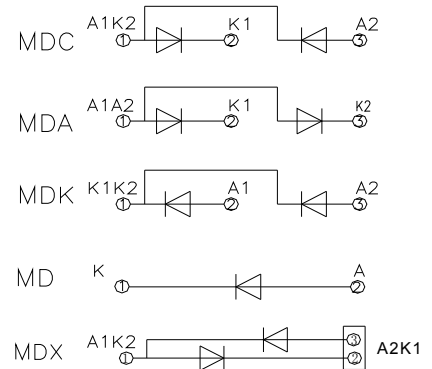 MDC A1K2 1 K1 2 A2 3
MDA A1A2 1 K1 2 K2 3
MDK K1K2 1 A1 2 A2 3
MD K 1 A 2
MDX A1K2 1 3 2 A2K1